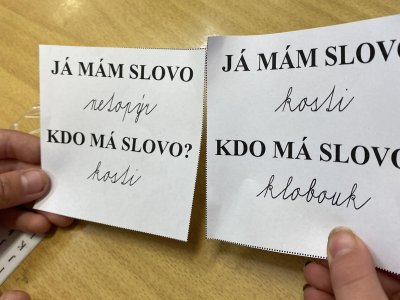 JÁ MÁM SLOVO
netopýr
KDO MÁ SLOVO?
kosti
JÁ MÁM SLOVO
kosti
KDO MÁ SLOVO
klobouk